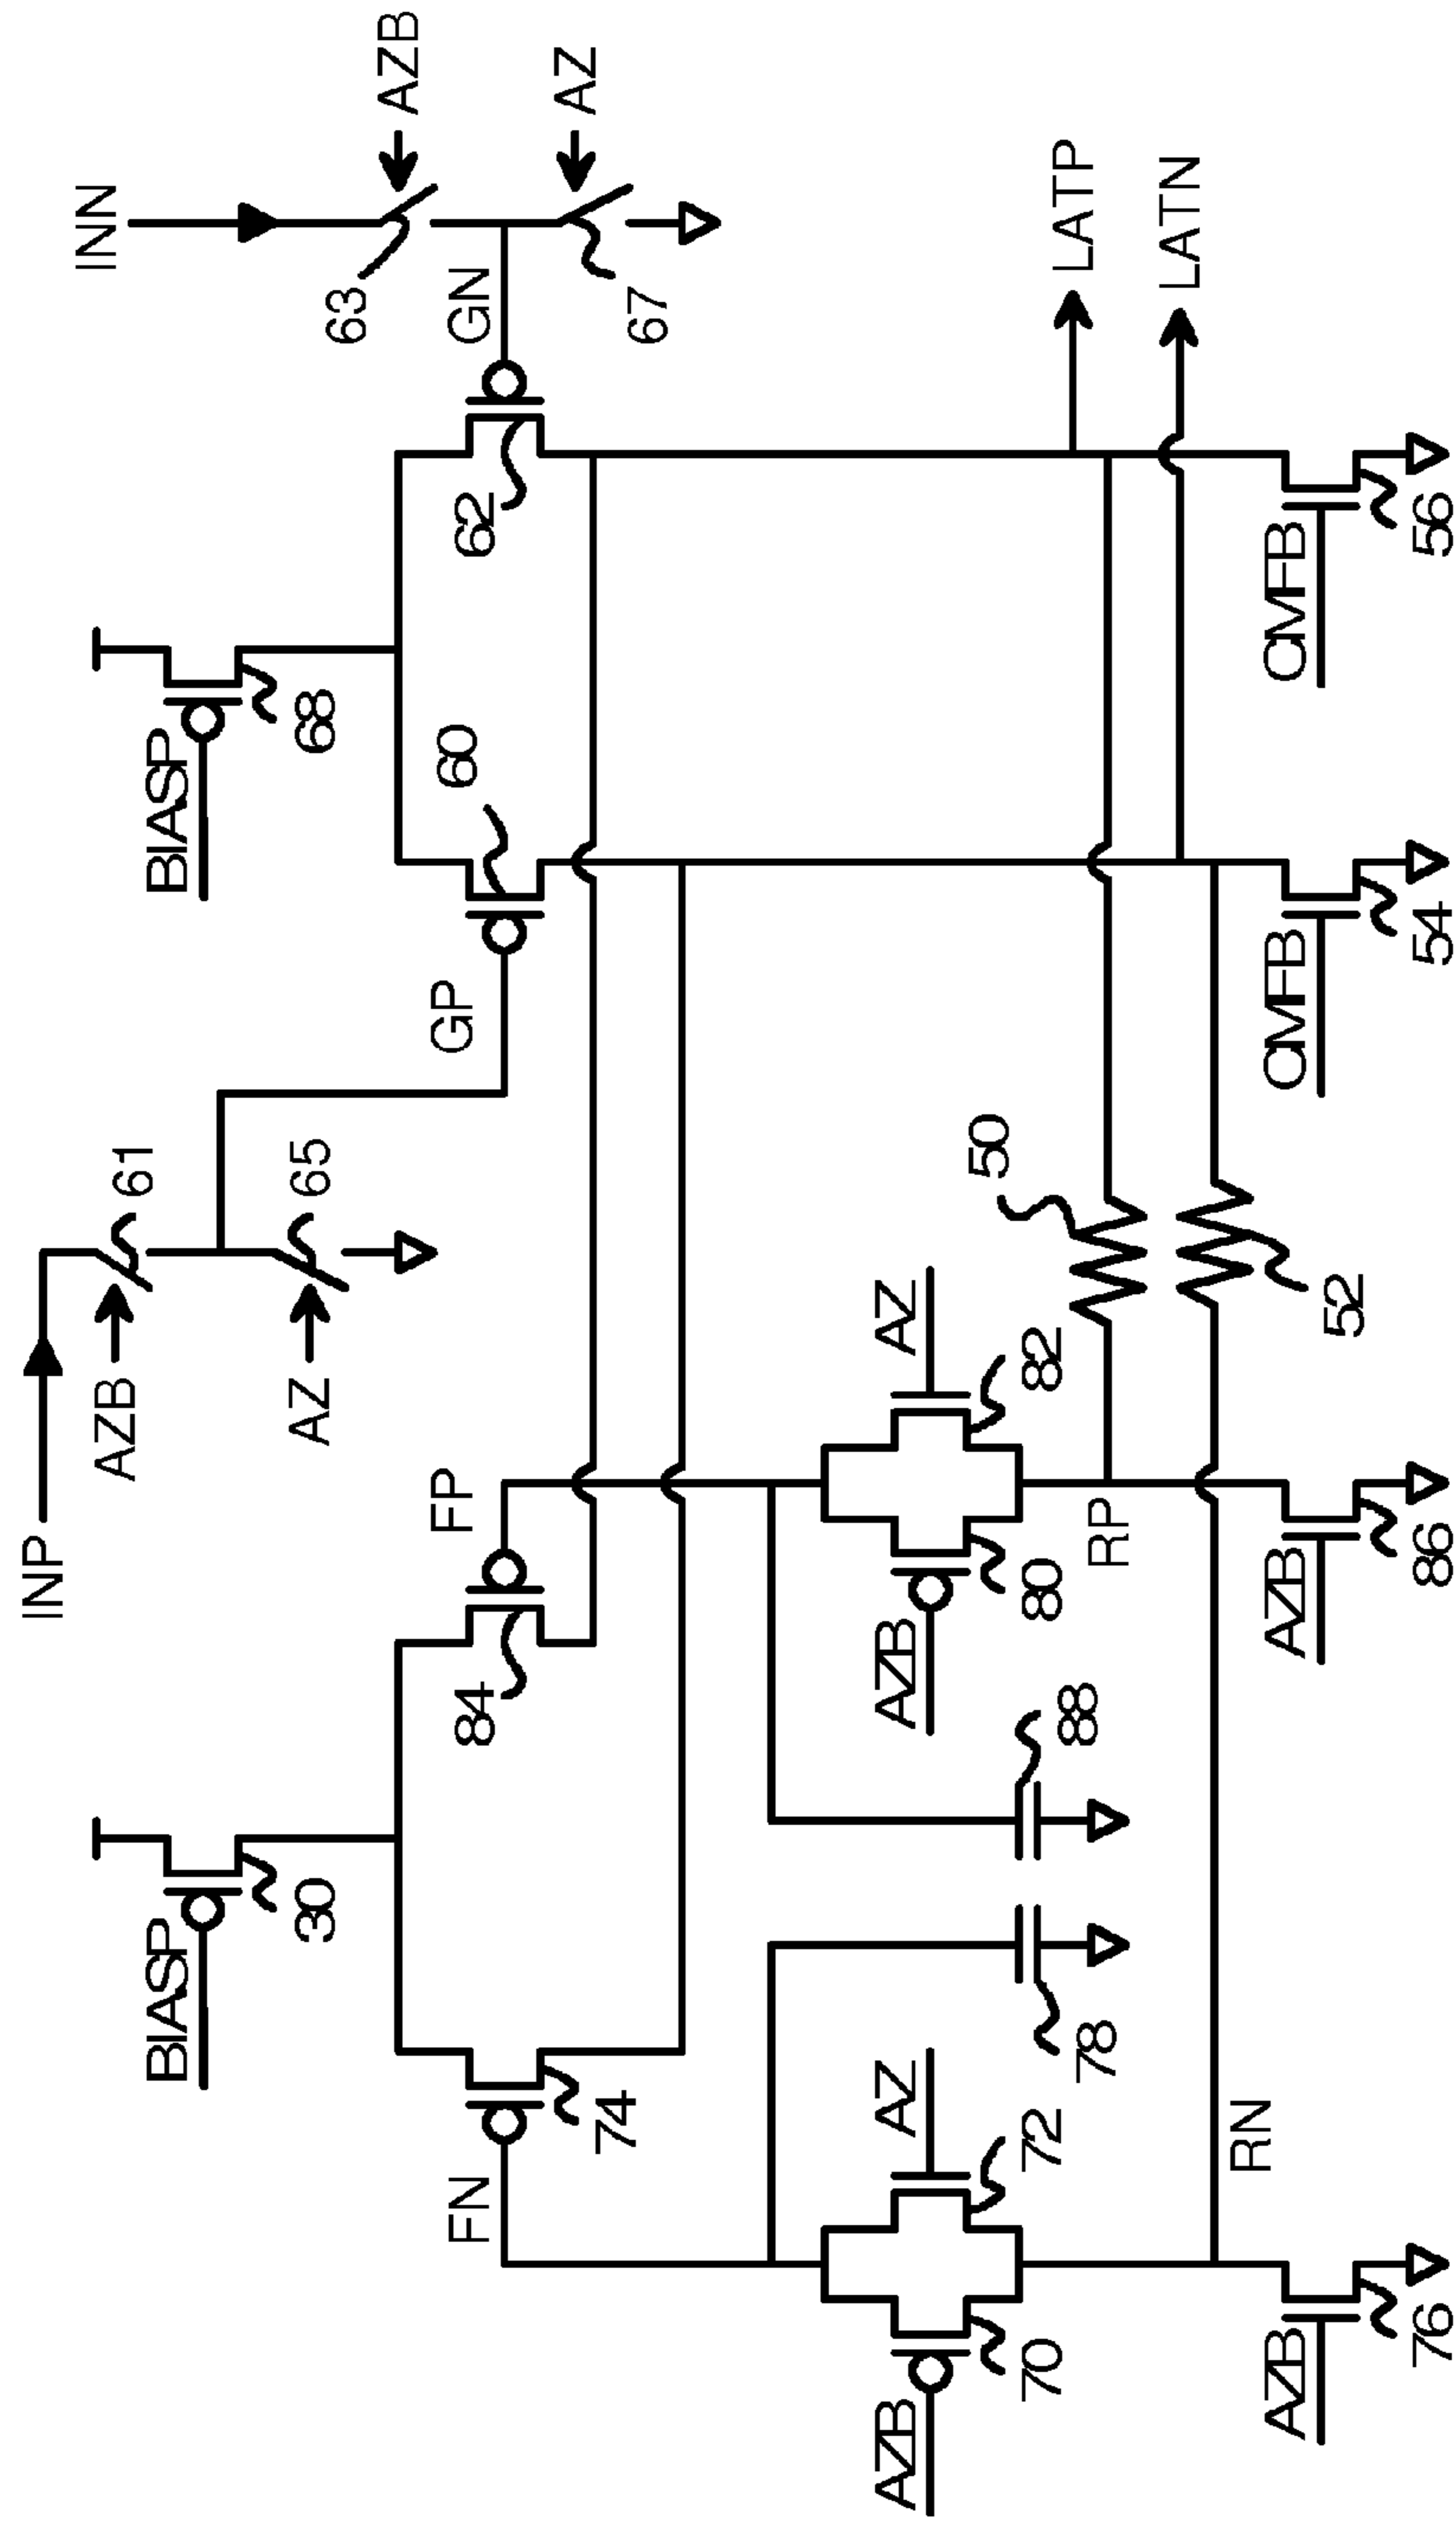 INP
AZB
61
AZ
65
INN
AZB
63
AZ
67
BIASP
30
BIASP
68
FN
74
84
FP
GP
60
62
GN
AZB
70
AZ
72
78
88
AZB
80
AZ
82
50
52
RP
RN
LATP
LATN
AZB
76
AZB
86
CMFB
54
CMFB
56